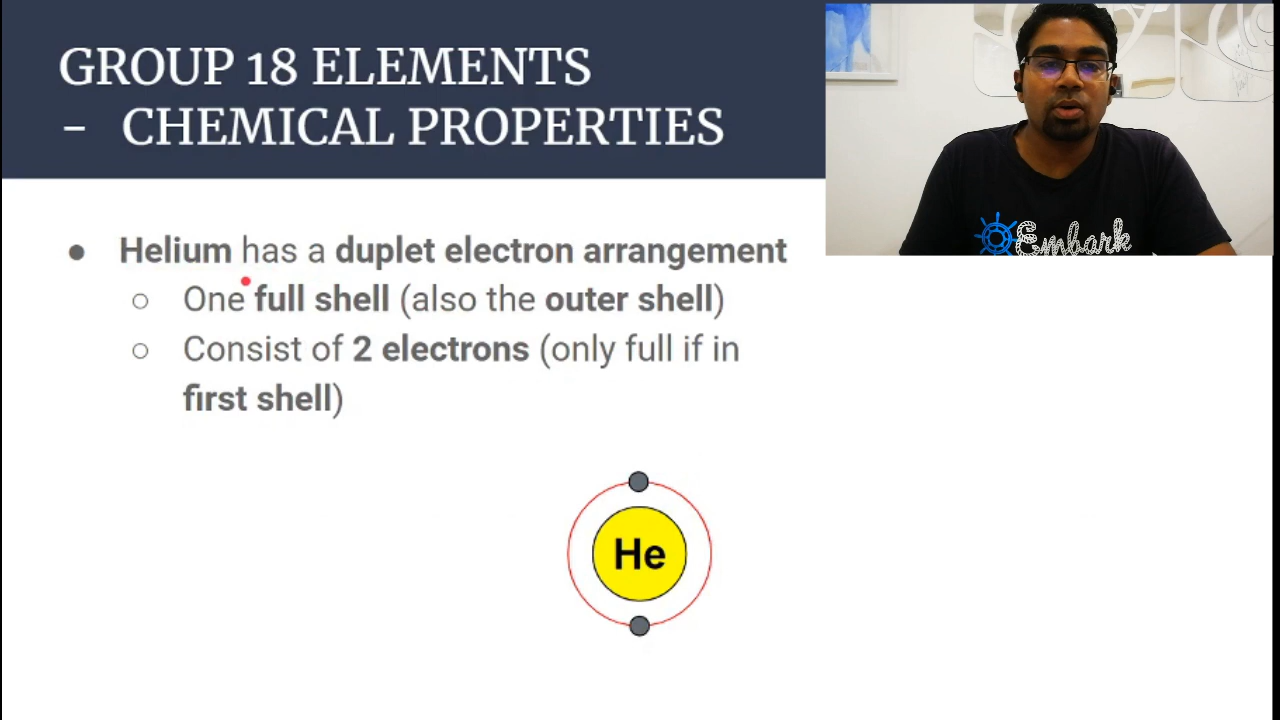 GROUP 18 ELEMENTS
- CHEMICAL PROPERTIES
Embark
● Helium has a duplet electron arrangement
○ One full shell (also the outer shell)
○ Consist of 2 electrons (only full if in
first shell)
He